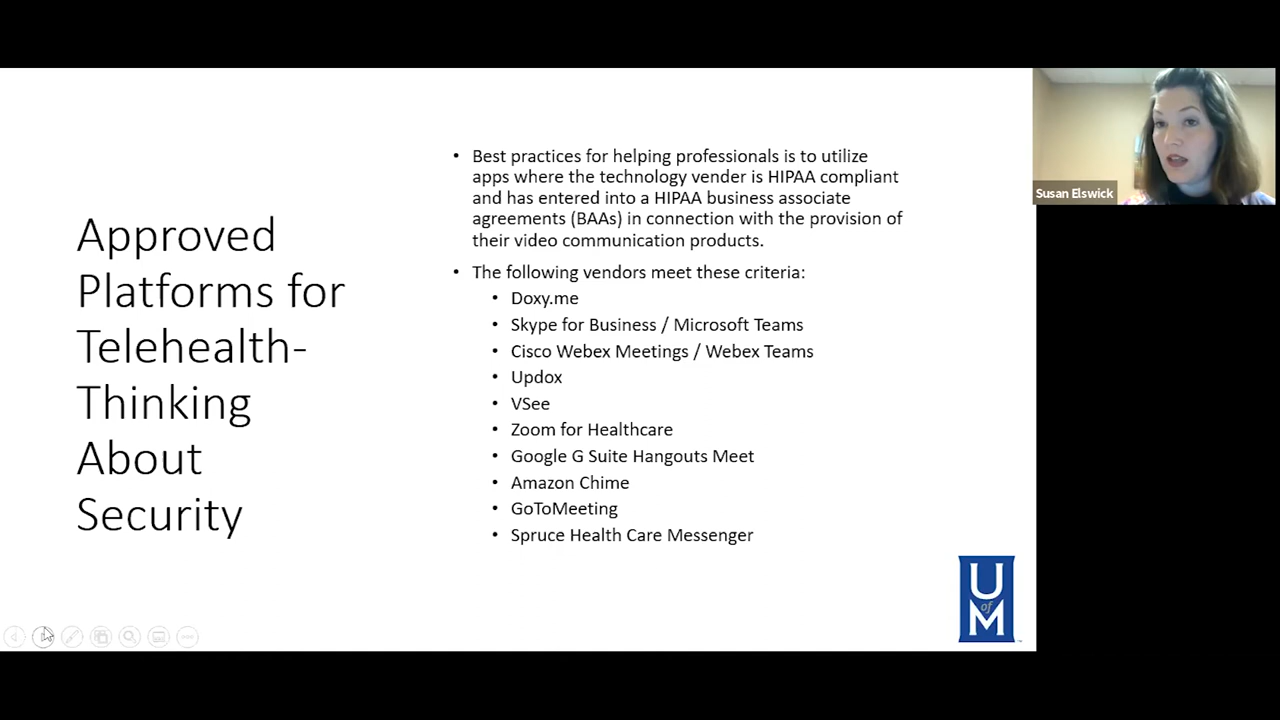 Approved
Platforms for
Telehealth-
Thinking
About
Security
• Best practices for helping professionals is to utilize
apps where the technology vender is HIPAA compliant
and has entered into a HIPAA business associate
agreements (BAAs) in connection with the provision of
their video communication products.
• The following vendors meet these criteria:
• Doxy.me
• Skype for Business / Microsoft Teams
• Cisco Webex Meetings / Webex Teams
• Updox
• VSee
• Zoom for Healthcare
• Google G Suite Hangouts Meet
• Amazon Chime
• GoToMeeting
• Spruce Health Care Messenger
Susan Elswick
U
of
M